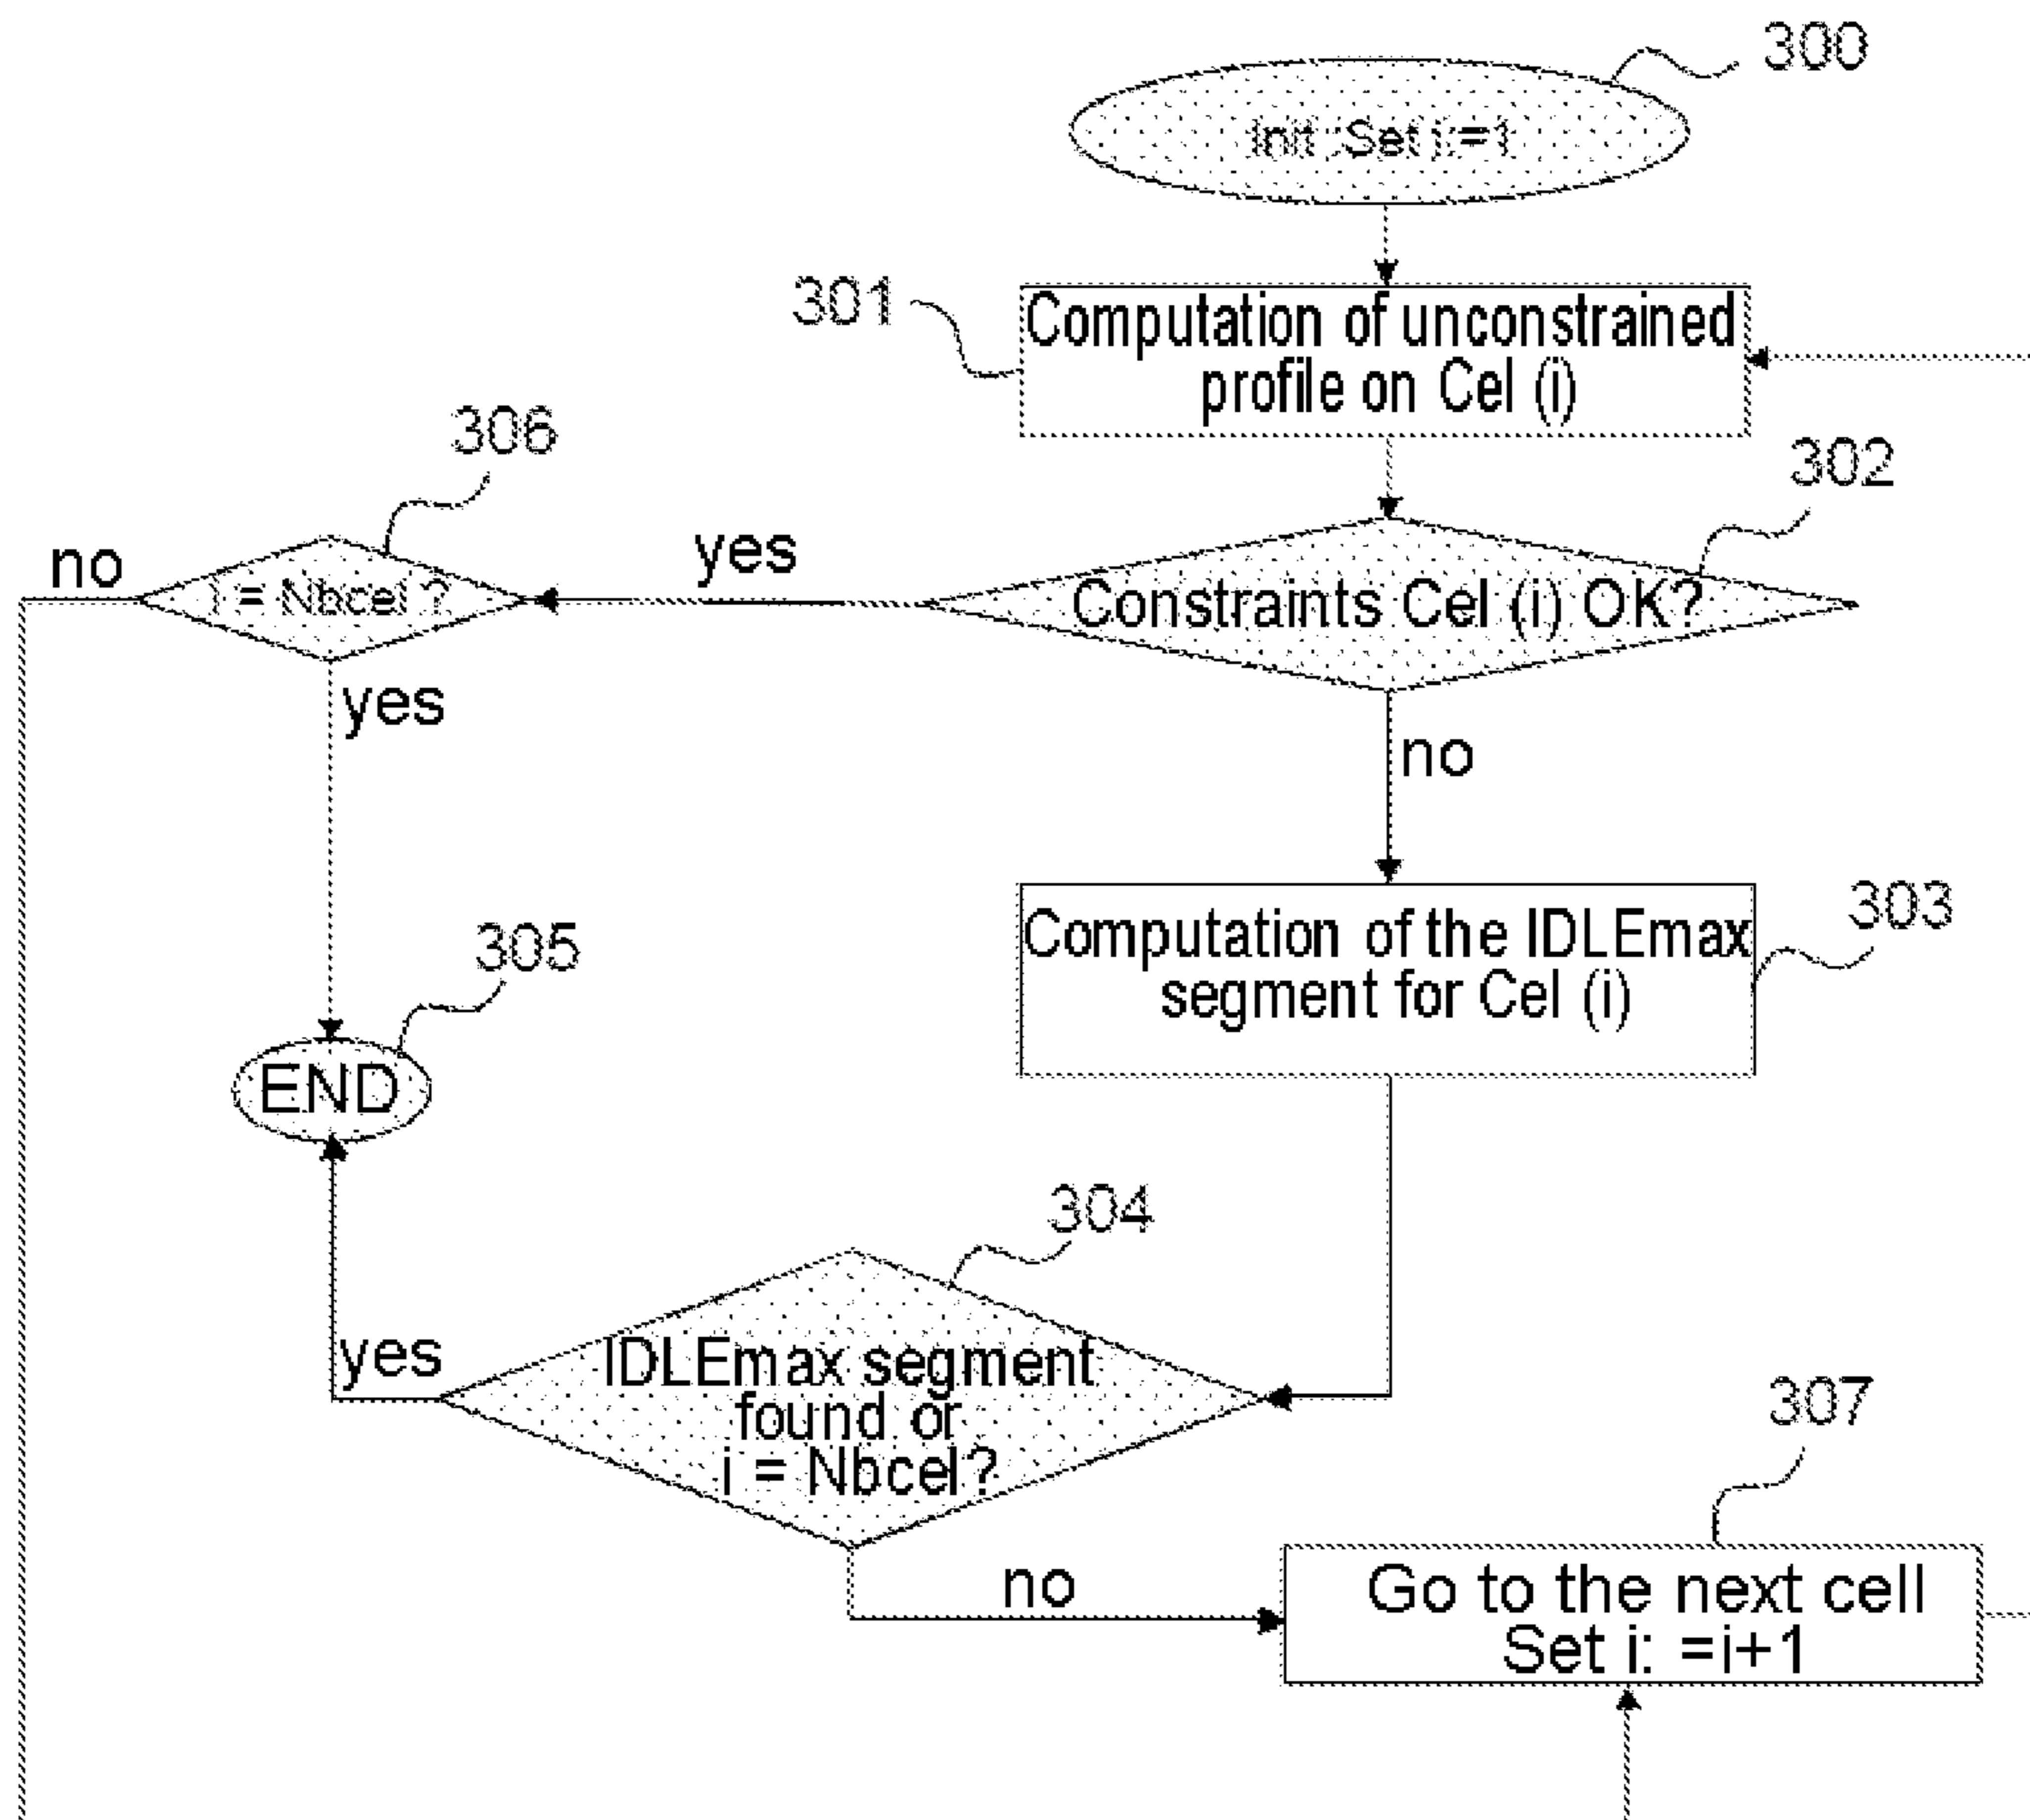 300
Init : Set i:=1
301
Computation of unconstrained
profile on Cel (i)
306
302
no
yes
i = Nbcel ?
Constraints Cel (i) OK?
yes
no
303
Computation of the IDLEmax
segment for Cel (i)
305
END
304
yes
IDLEmax segment
found or
i = Nbcel?
307
no
Go to the next cell
Set i: =i+1